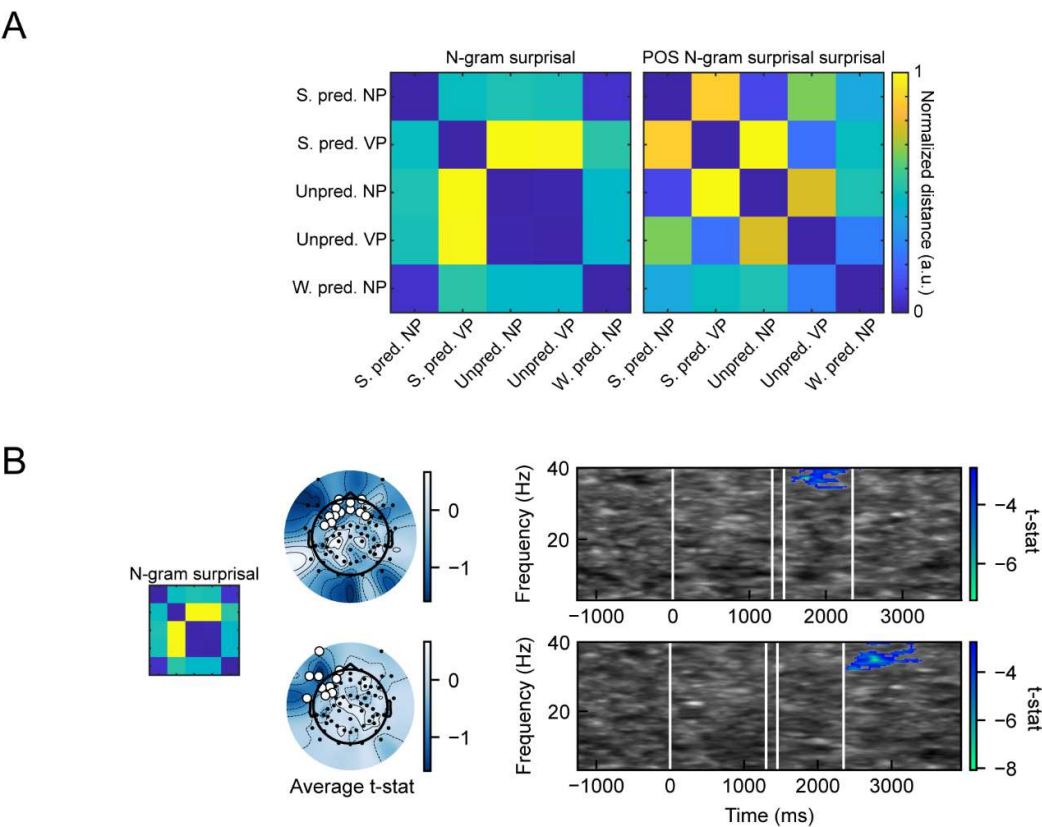 A
N-gram surprisal
POS N-gram surprisal surprisal
S. pred. NP
S. pred. VP
Unpred. NP
Unpred. VP
W. pred. NP
S. pred. NP
S. pred. VP
Unpred. NP
Unpred. VP
W. pred. NP
S. pred. NP
S. pred. VP
Unpred. NP
Unpred. VP
W. pred. NP
1
0
Normalized distance (a.u.)
B
N-gram surprisal
0
−1
0
−1
Average t-stat
Frequency (Hz)
40
20
−1000
0
1000
2000
3000
−4
−6
t-stat
Frequency (Hz)
40
20
−1000
0
1000
2000
3000
Time (ms)
−4
−6
−8
t-stat